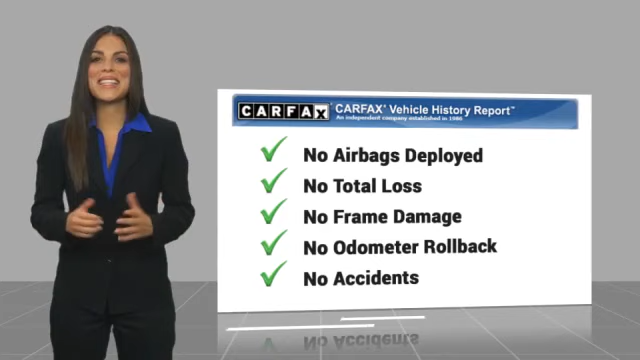 CARFAX CARFAX® Vehicle History Report™
An independent company established in 1986
No Airbags Deployed
No Total Loss
No Frame Damage
No Odometer Rollback
No Accidents